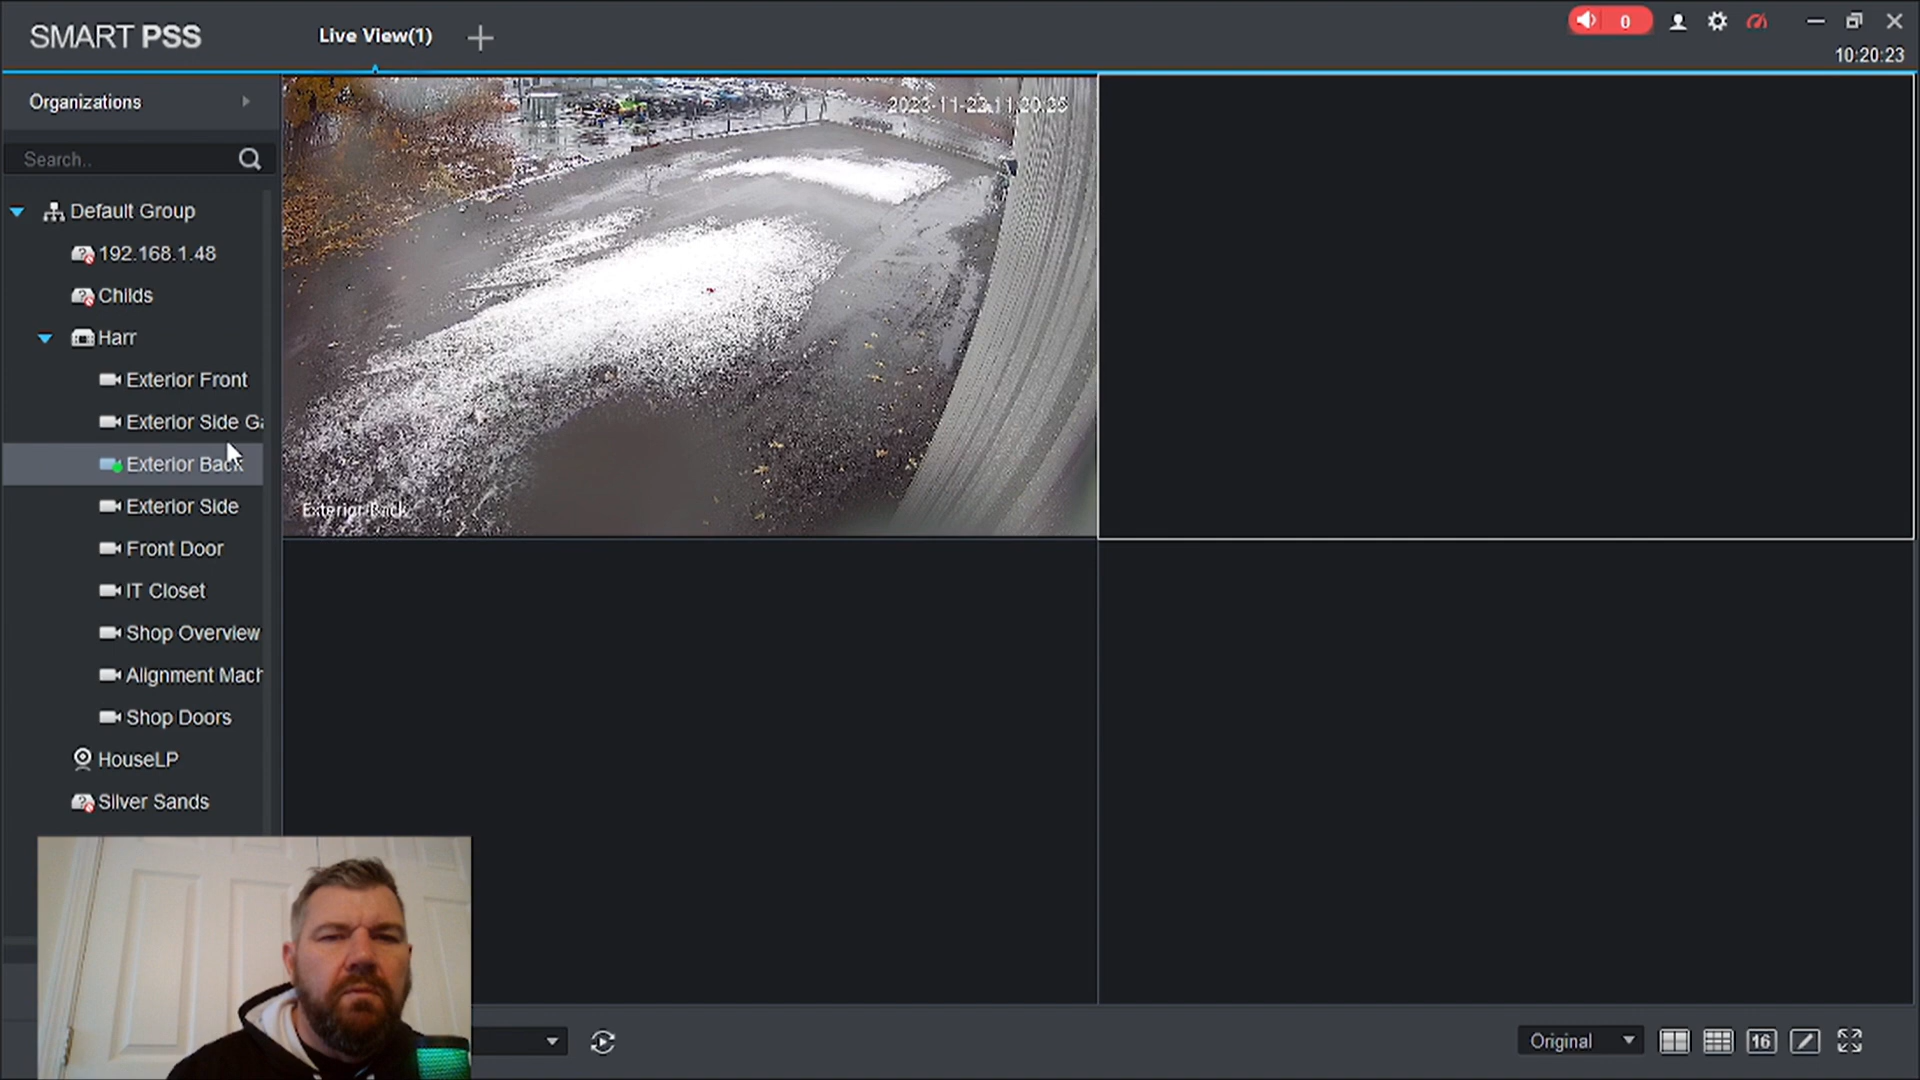 SMART PSS
Live View(1)
0
10:20:23
Organizations
Search..
Default Group
192.168.1.48
Childs
Harr
Exterior Front
Exterior Side Ga
Exterior Back
Exterior Side
Front Door
IT Closet
Shop Overview
Alignment Mach
Shop Doors
HouseLP
Silver Sands
Exterior Back
Original
16